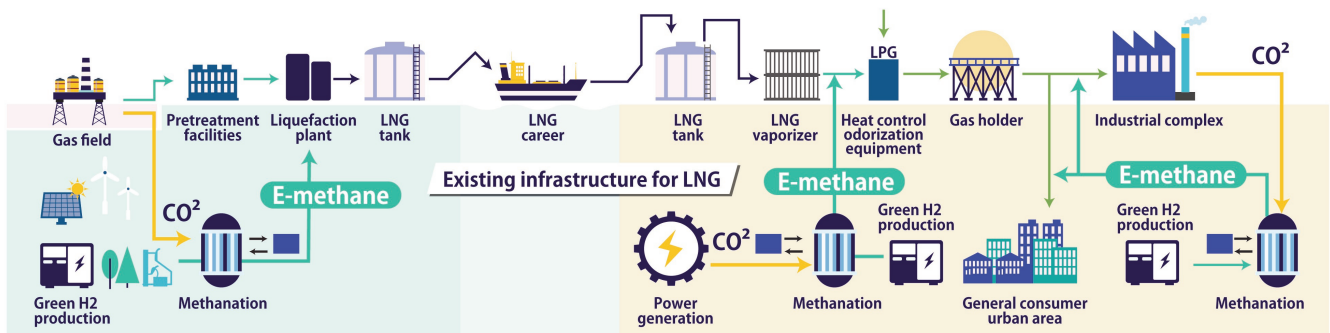 LPG
CO²
Gas field
Pretreatment
facilities
Liquefaction
plant
LNG
tank
LNG
career
LNG
tank
LNG
vaporizer
Heat control
odorization
equipment
Gas holder
Industrial complex
Existing infrastructure for LNG
E-methane
E-methane
E-methane
CO²
Green H2
production
Methanation
CO²
Power
generation
Methanation
Green H2
production
General consumer
urban area
Green H2
production
Methanation